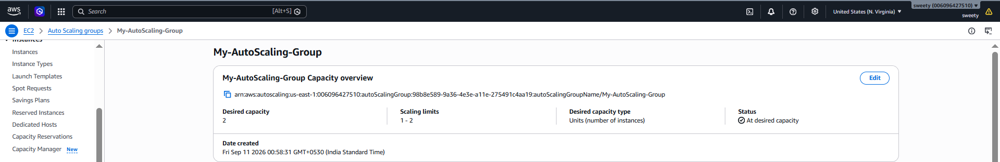 aws
Search
[Alt+S]
United States (N. Virginia)
sweety (006096427510)
sweety
EC2
Auto Scaling groups
My-AutoScaling-Group
Instances
Instances
Instance Types
Launch Templates
Spot Requests
Savings Plans
Reserved Instances
Dedicated Hosts
Capacity Reservations
Capacity Manager New
My-AutoScaling-Group
My-AutoScaling-Group Capacity overview
Edit
arn:aws:autoscaling:us-east-1:006096427510:autoScalingGroup:98b8e589-9a36-4e3e-a11e-275491c4aa19:autoScalingGroupName/My-AutoScaling-Group
Desired capacity
2
Scaling limits
1 - 2
Desired capacity type
Units (number of instances)
Status
At desired capacity
Date created
Fri Sep 11 2026 00:58:31 GMT+0530 (India Standard Time)